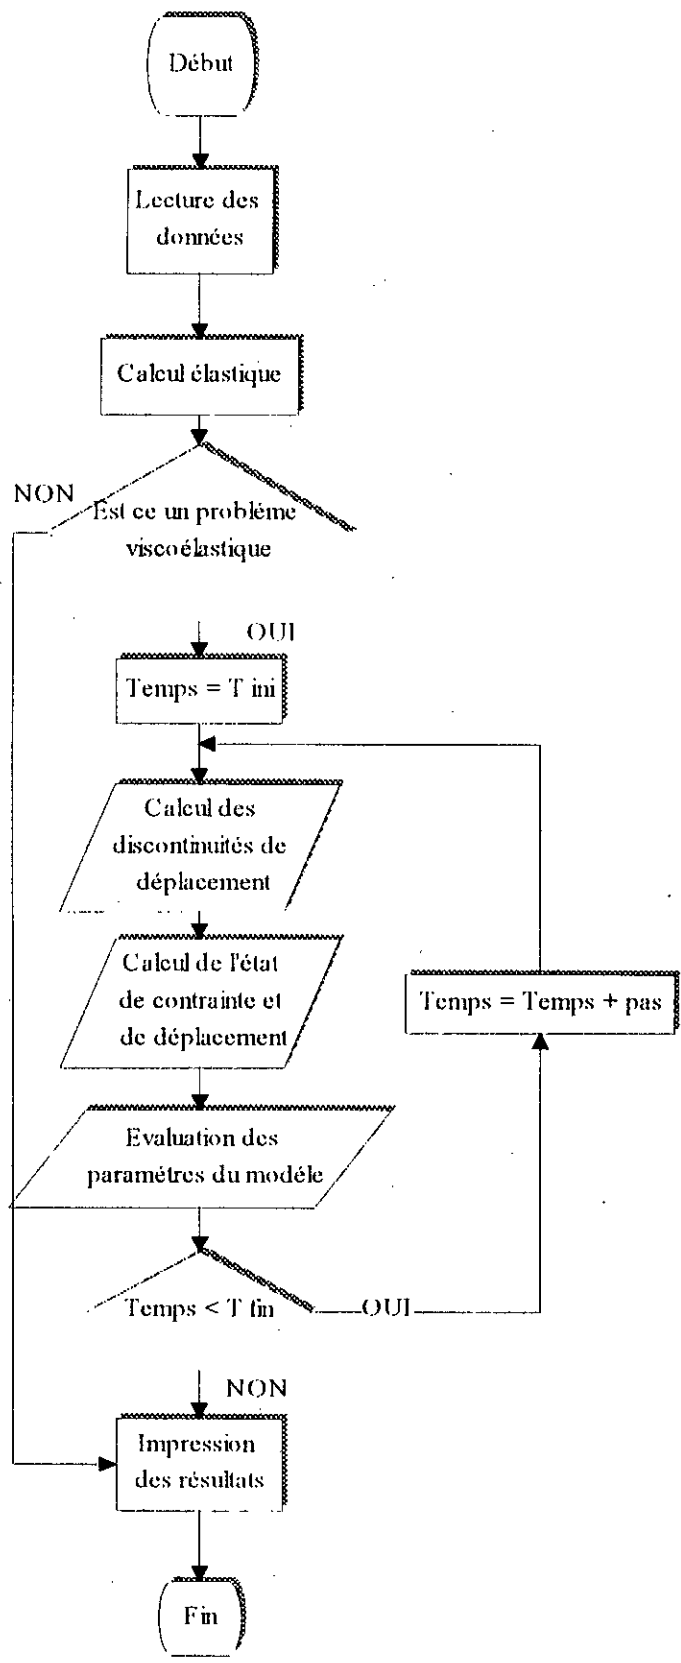 Début
Lecture des
données
Calcul élastique
NON
Est ce un probléme
viscoélastique
OUI
Temps = T ini
Calcul des
discontinuités de
déplacement
Calcul de l'état
de contrainte et
de déplacement
Temps = Temps + pas
Evaluation des
paramétres du modéle
Temps < T fin
OUI
NON
Impression
des résultats
Fin